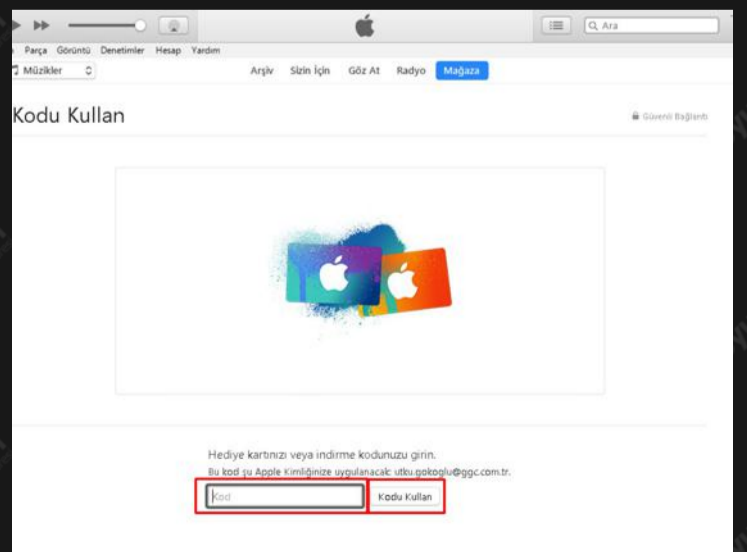 Ara
Parça Görüntü Denetimler Hesap Yardım
Müzikler Arşiv Sizin İçin Göz At Radyo Mağaza
Kodu Kullan
Güvenli Bağlantı
Hediye kartınızı veya indirme kodunuzu girin.
Bu kod şu Apple Kimliğinize uygulanacak: utku.gokoglu@ggc.com.tr.
Kod Kodu Kullan